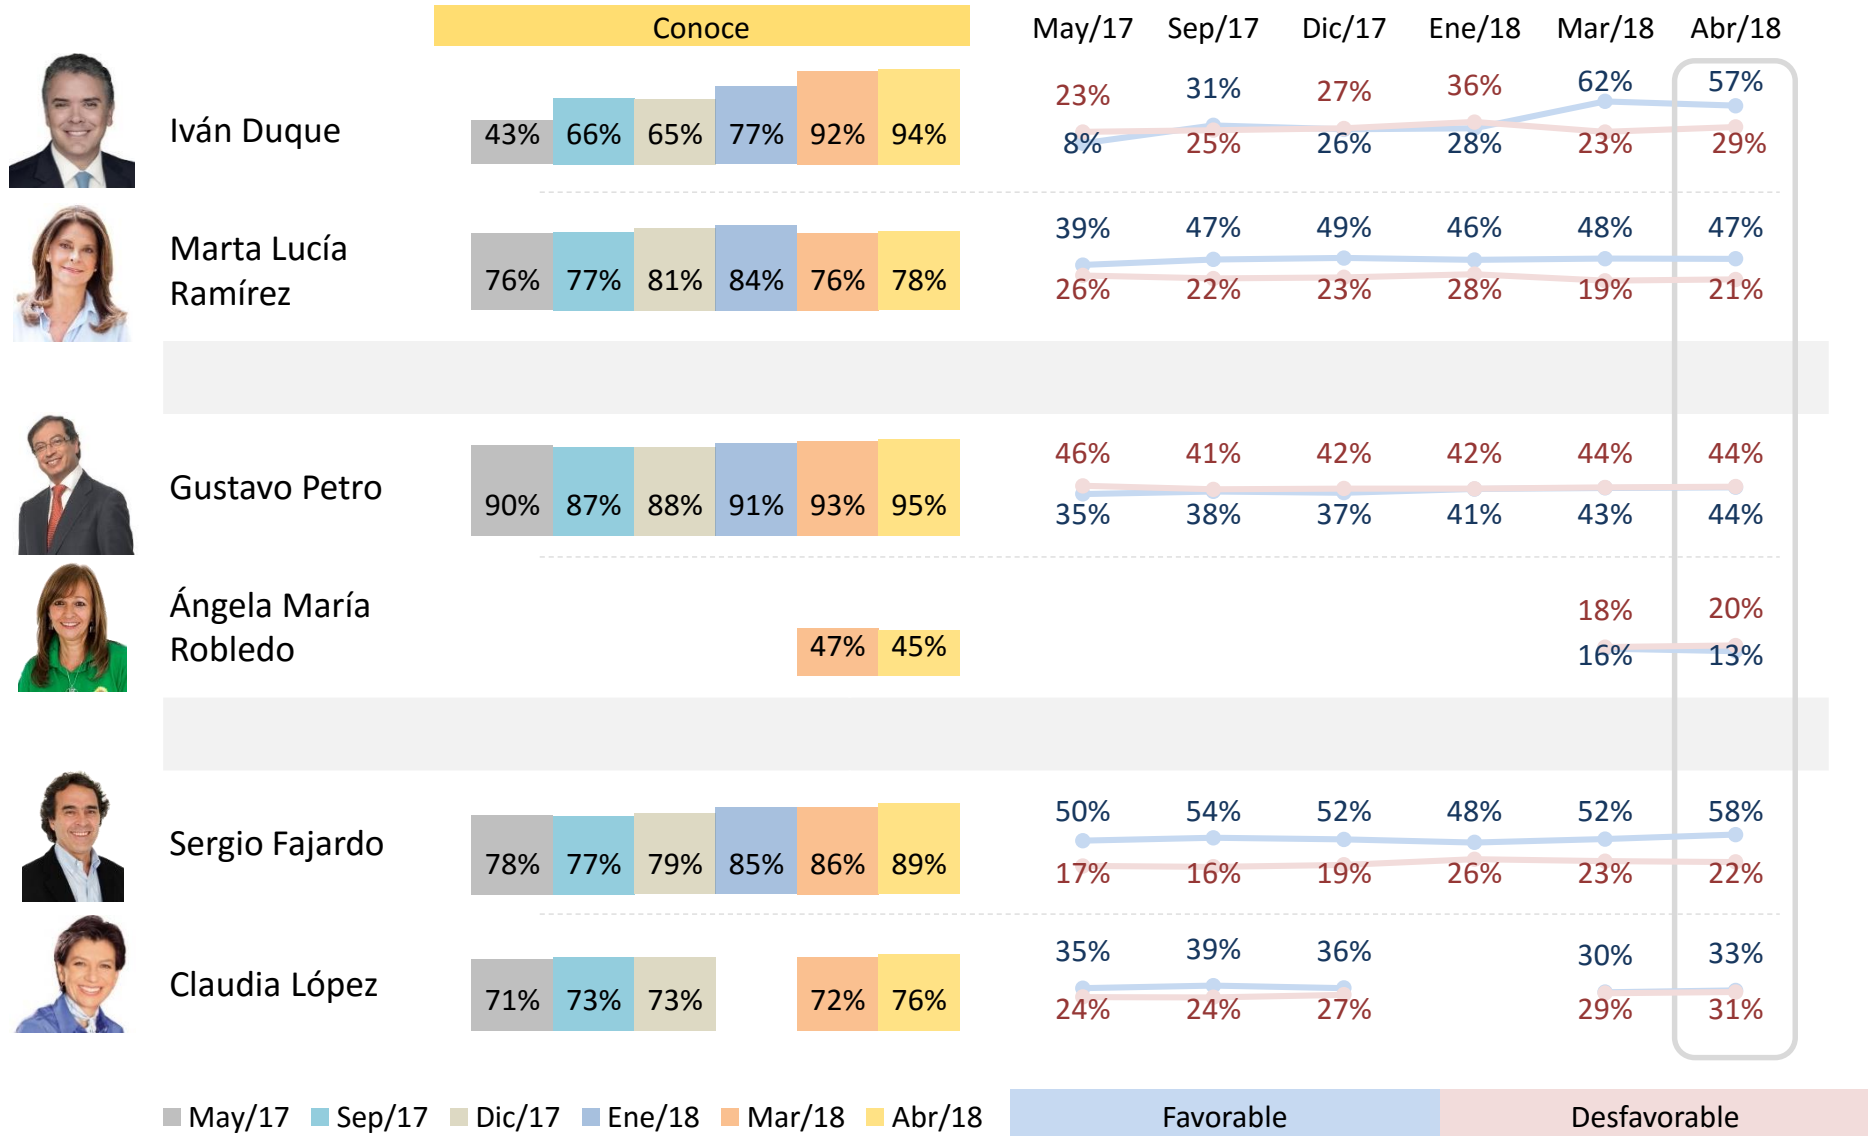 Conoce May/17 Sep/17 Dic/17 Ene/18 Mar/18 Abr/18
23% 31% 27% 36% 62% 57%
Iván Duque 43% 66% 65% 77% 92% 94%
8% 25% 26% 28% 23% 29%
39% 47% 49% 46% 48% 47%
Marta Lucía
Ramírez 76% 77% 81% 84% 76% 78%
26% 22% 23% 28% 19% 21%
46% 41% 42% 42% 44% 44%
Gustavo Petro 90% 87% 88% 91% 93% 95%
35% 38% 37% 41% 43% 44%
Ángela María 18% 20%
Robledo 47% 45%
16% 13%
50% 54% 52% 48% 52% 58%
Sergio Fajardo 78% 77% 79% 85% 86% 89%
17% 16% 19% 26% 23% 22%
35% 39% 36% 30% 33%
Claudia López 71% 73% 73% 72% 76%
24% 24% 27% 29% 31%
May/17 Sep/17 Dic/17 Ene/18 Mar/18 Abr/18 Favorable Desfavorable